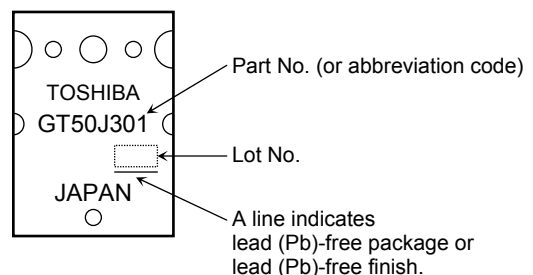 Part No. (or abbreviation code)
TOSHIBA
GT50J301
Lot No.
JAPAN
A line indicates
lead (Pb)-free package or
lead (Pb)-free finish.